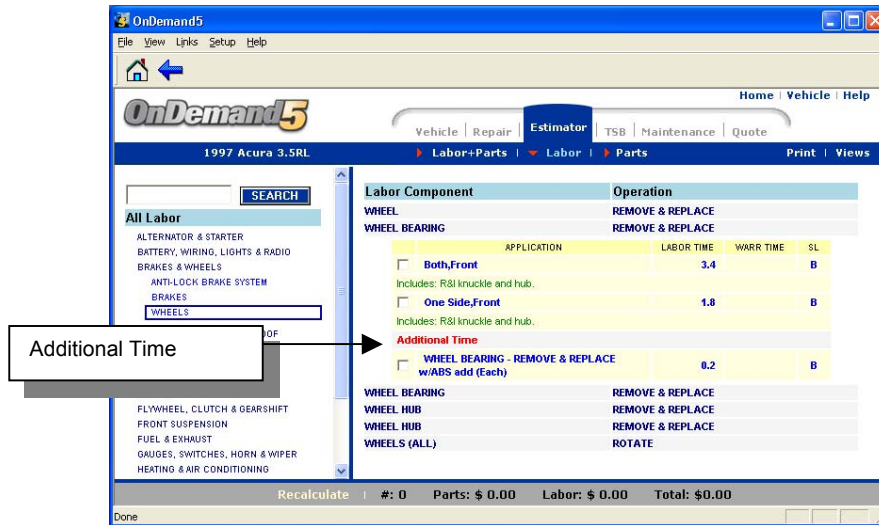 OnDemand5
File View Links Setup Help
Home | Vehicle | Help
OnDemand5
Vehicle | Repair | Estimator | TSB | Maintenance | Quote
1997 Acura 3.5RL
Labor+Parts | Labor | Parts
Print | Views
SEARCH
All Labor
ALTERNATOR & STARTER
BATTERY, WIRING, LIGHTS & RADIO
BRAKES & WHEELS
ANTI-LOCK BRAKE SYSTEM
BRAKES
WHEELS
OOF
Additional Time
FLYWHEEL, CLUTCH & GEARSHIFT
FRONT SUSPENSION
FUEL & EXHAUST
GAUGES, SWITCHES, HORN & WIPER
HEATING & AIR CONDITIONING
Labor Component Operation
WHEEL REMOVE & REPLACE
WHEEL BEARING REMOVE & REPLACE
APPLICATION LABOR TIME WARR TIME SL
Both,Front 3.4 B
Includes: R&I knuckle and hub.
One Side,Front 1.8 B
Includes: R&I knuckle and hub.
Additional Time
WHEEL BEARING - REMOVE & REPLACE
w/ABS add (Each) 0.2 B
WHEEL BEARING REMOVE & REPLACE
WHEEL HUB REMOVE & REPLACE
WHEEL HUB REMOVE & REPLACE
WHEELS (ALL) ROTATE
Recalculate | #: 0 Parts: $ 0.00 Labor: $ 0.00 Total: $0.00
Done